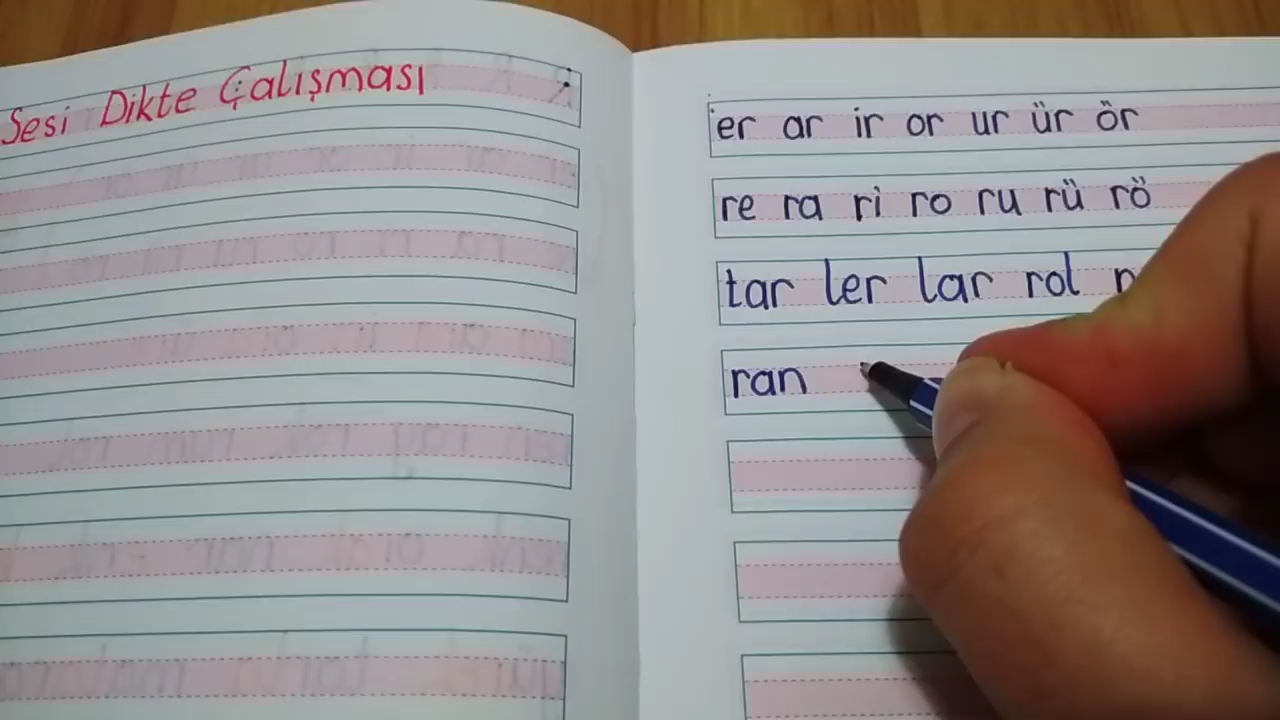 Sesi Dikte Çalışması
er ar ir or ur ür ör
re ra ri ro ru rü rö
tar ler lar rol
ran